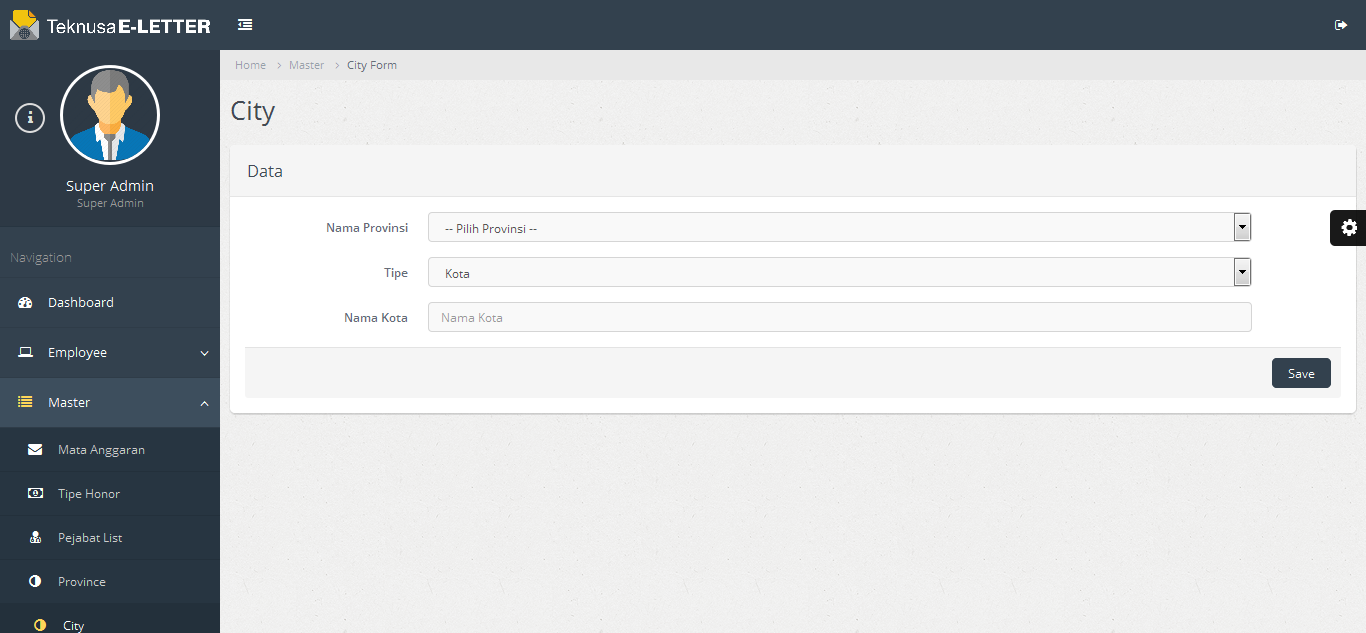 Teknusa E-LETTER
Home > Master > City Form
Super Admin
Super Admin
Navigation
Dashboard
Employee
Master
Mata Anggaran
Tipe Honor
Pejabat List
Province
City
City
Data
Nama Provinsi -- Pilih Provinsi --
Tipe Kota
Nama Kota Nama Kota
Save